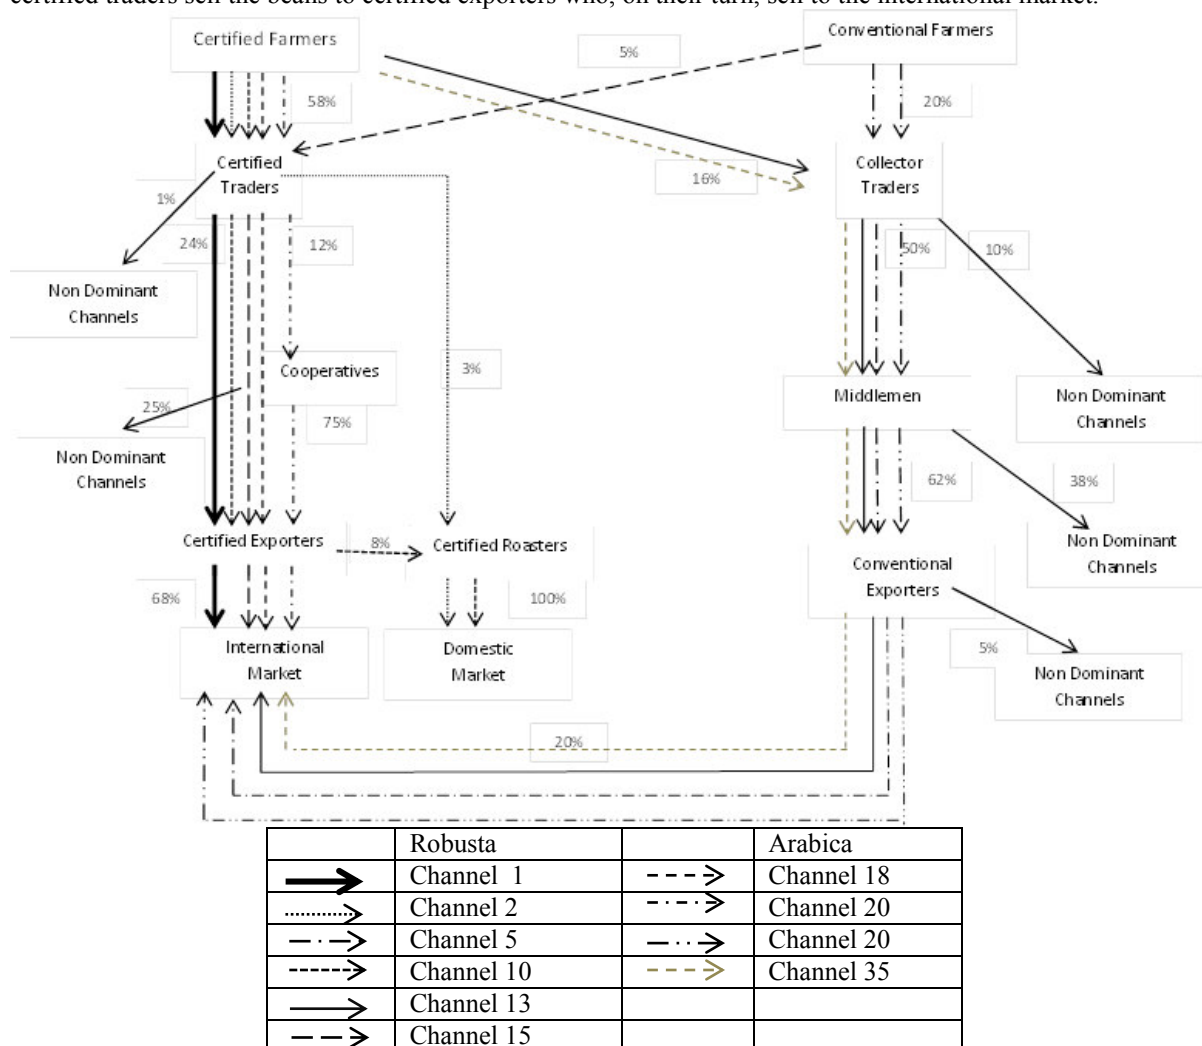 certified traders sell the beans to certified exporters who, on their turn, sell to the international market.
Certified Farmers
Conventional Farmers
5%
58%
20%
Certified
Traders
Collector
Traders
16%
1%
24%
12%
50%
10%
Non Dominant
Channels
Cooperatives
3%
Middlemen
Non Dominant
Channels
25%
75%
Non Dominant
Channels
62%
38%
Certified Exporters
8%
Certified Roasters
Non Dominant
Channels
Conventional
Exporters
68%
100%
International
Market
Domestic
Market
5%
Non Dominant
Channels
20%
Robusta Arabica
Channel 1 Channel 18
Channel 2 Channel 20
Channel 5 Channel 20
Channel 10 Channel 35
Channel 13
Channel 15